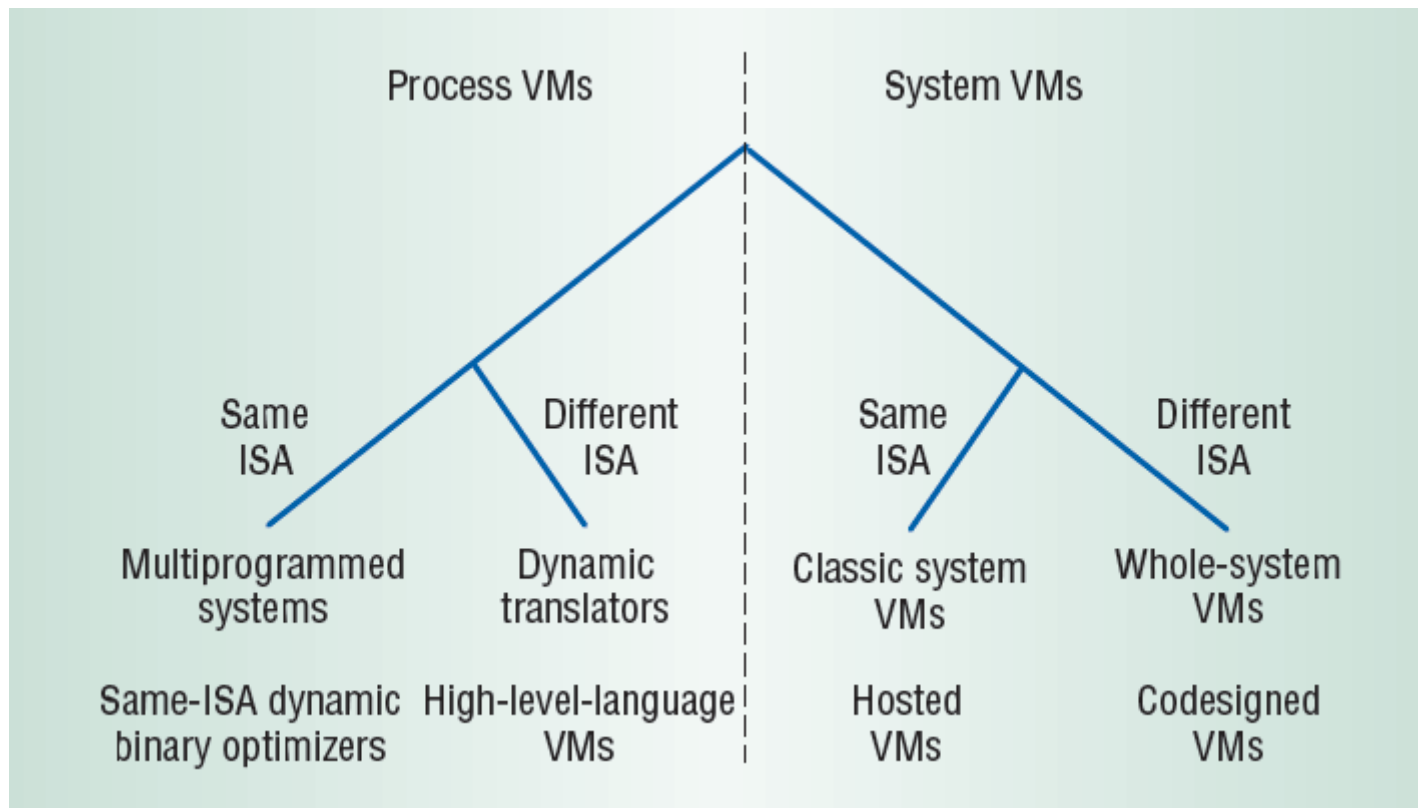 Process VMs
System VMs
Same
ISA
Different
ISA
Same
ISA
Different
ISA
Multiprogrammed
systems
Dynamic
translators
Classic system
VMs
Whole-system
VMs
Same-ISA dynamic
binary optimizers
High-level-language
VMs
Hosted
VMs
Codesigned
VMs